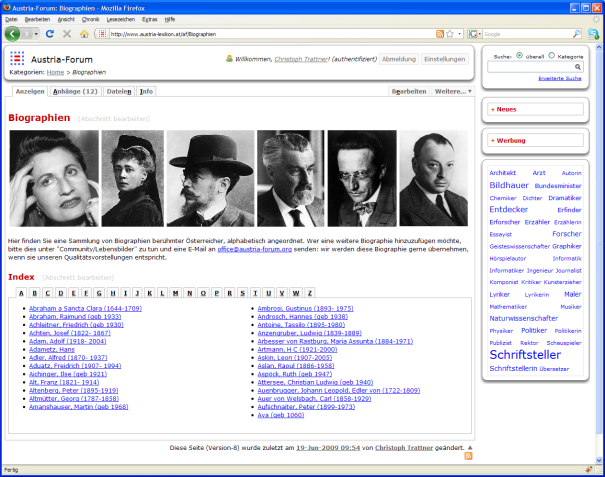 Austria-Forum: Biographien - Mozilla Firefox
Datei Bearbeiten Ansicht Chronik Lesezeichen Extras Hilfe
http://www.austria-lexikon.at/af/Biographien
Google
Austria-Forum
Willkommen, Christoph Trattner! (authentifiziert) Abmeldung Einstellungen
Kategorien: Home > Biographien
Anzeigen Anhänge (12) Dateien Info Bearbeiten Weitere...
Biographien [Abschnitt bearbeiten]
Hier finden Sie eine Sammlung von Biographien berühmter Österreicher, alphabetisch angeordnet. Wer eine weitere Biographie hinzuzufügen möchte,
bitte dies unter "Community/Lebensbilder" zu tun und eine E-Mail an office@austria-forum.org senden: wir werden diese Biographie gerne übernehmen,
wenn sie unseren Qualitätsvorstellungen entspricht.
Index [Abschnitt bearbeiten]
A B C D E F G H I J K L M N O P R S T U V W Z
Abraham a Sancta Clara (1644-1709)
Abraham, Raimund (geb 1933)
Achleitner, Friedrich (geb 1930)
Achten, Josef (1822- 1867)
Adam, Adolf (1918- 2004)
Adametz, Hans
Adler, Alfred (1870- 1937)
Aduatz, Freidrich (1907- 1994)
Aichinger, Ilse (geb 1921)
Alt, Franz (1821- 1914)
Altenberg, Peter (1895-1919)
Altmütter, Georg (1787-1858)
Amanshauser, Martin (geb 1968)
Ambrosi, Gustinus (1893- 1975)
Androsch, Hannes (geb 1938)
Antoine, Tassilo (1895-1980)
Anzengruber, Ludwig (1839-1889)
Arbesser von Rastburg, Maria Assunta (1884-1971)
Artmann, H C (1921-2000)
Askin, Leon (1907-2005)
Aslan, Raoul (1886-1958)
Aspöck, Ruth (geb 1947)
Attersee, Christian Ludwig (geb 1940)
Auenbrugger, Johann Leopold, Edler von (1722-1809)
Auer von Welsbach, Carl (1858-1929)
Aufschnaiter, Peter (1899-1973)
Ava (geb 1060)
Diese Seite (Version-8) wurde zuletzt am 19-Jun-2009 09:54 von Christoph Trattner geändert.
Suche: überall Kategorie
Erweiterte Suche
+ Neues
+ Werbung
Architekt Arzt Autorin
Bildhauer Bundesminister
Chemiker Dichter Dramatiker
Entdecker Erfinder
Erforscher Erzähler Erzählerin
Essayist Forscher
Geisteswissenschafter Graphiker
Hörspielautor Informatik
Informatiker Ingenieur Journalist
Komponist Kritiker Kunsterzieher
Lyriker Lyrikerin Maler
Mathematiker Musiker
Naturwissenschafter
Physiker Politiker Politikerin
Publizist Rektor Schauspieler
Schriftsteller
Schriftstellerin Übersetzer
Fertig